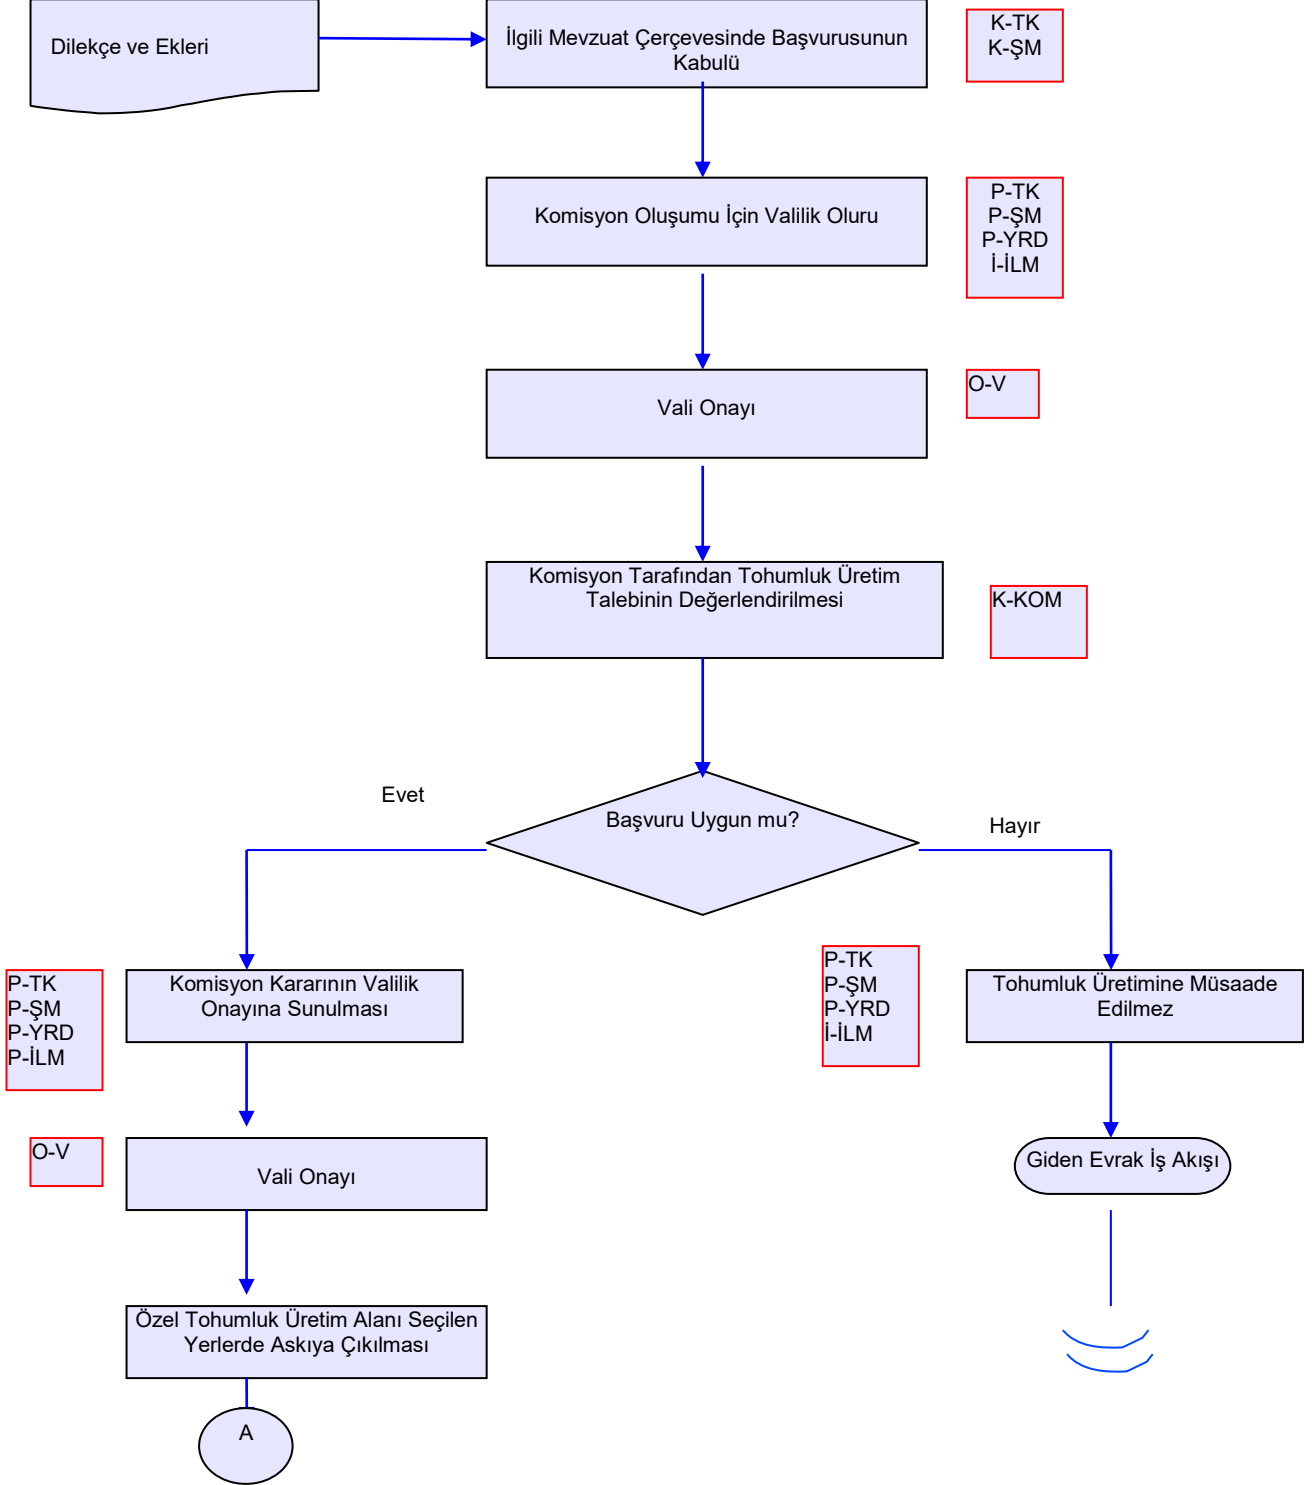 Dilekçe ve Ekleri
İlgili Mevzuat Çerçevesinde Başvurusunun
Kabulü
K-TK
K-ŞM
Komisyon Oluşumu İçin Valilik Oluru
P-TK
P-ŞM
P-YRD
İ-İLM
Vali Onayı
O-V
Komisyon Tarafından Tohumluk Üretim
Talebinin Değerlendirilmesi
K-KOM
Evet
Başvuru Uygun mu?
Hayır
P-TK
P-ŞM
P-YRD
P-İLM
Komisyon Kararının Valilik
Onayına Sunulması
P-TK
P-ŞM
P-YRD
İ-İLM
Tohumluk Üretimine Müsaade
Edilmez
O-V
Vali Onayı
Giden Evrak İş Akışı
Özel Tohumluk Üretim Alanı Seçilen
Yerlerde Askıya Çıkılması
A